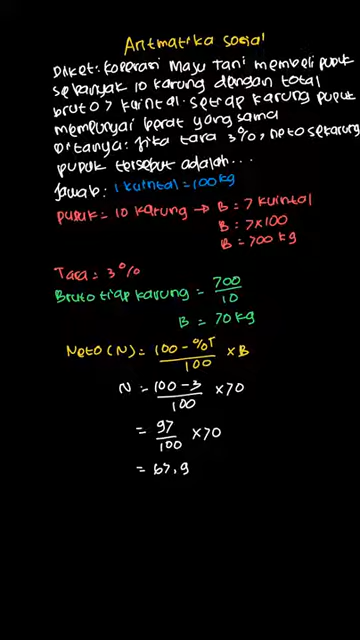 Aritmatika sosial
Diket: Koperasi Maju Tani membeli pupuk
sebanyak 10 karung dengan total
bruto 7 kuintal. setiap karung pupuk
mempunyai berat yang sama
Ditanya: Jika tara 3%, neto sekarung
pupuk tersebut adalah...
Jawab: 1 kuintal = 100 kg
pupuk = 10 karung → B = 7 kuintal
B = 7 × 100
B = 700 kg
Tara = 3%
Bruto tiap karung = 700/10
B = 70 kg
Neto (N) = 100 - %T/100 × B
N = 100 - 3/100 × 70
= 97/100 × 70
= 67,9